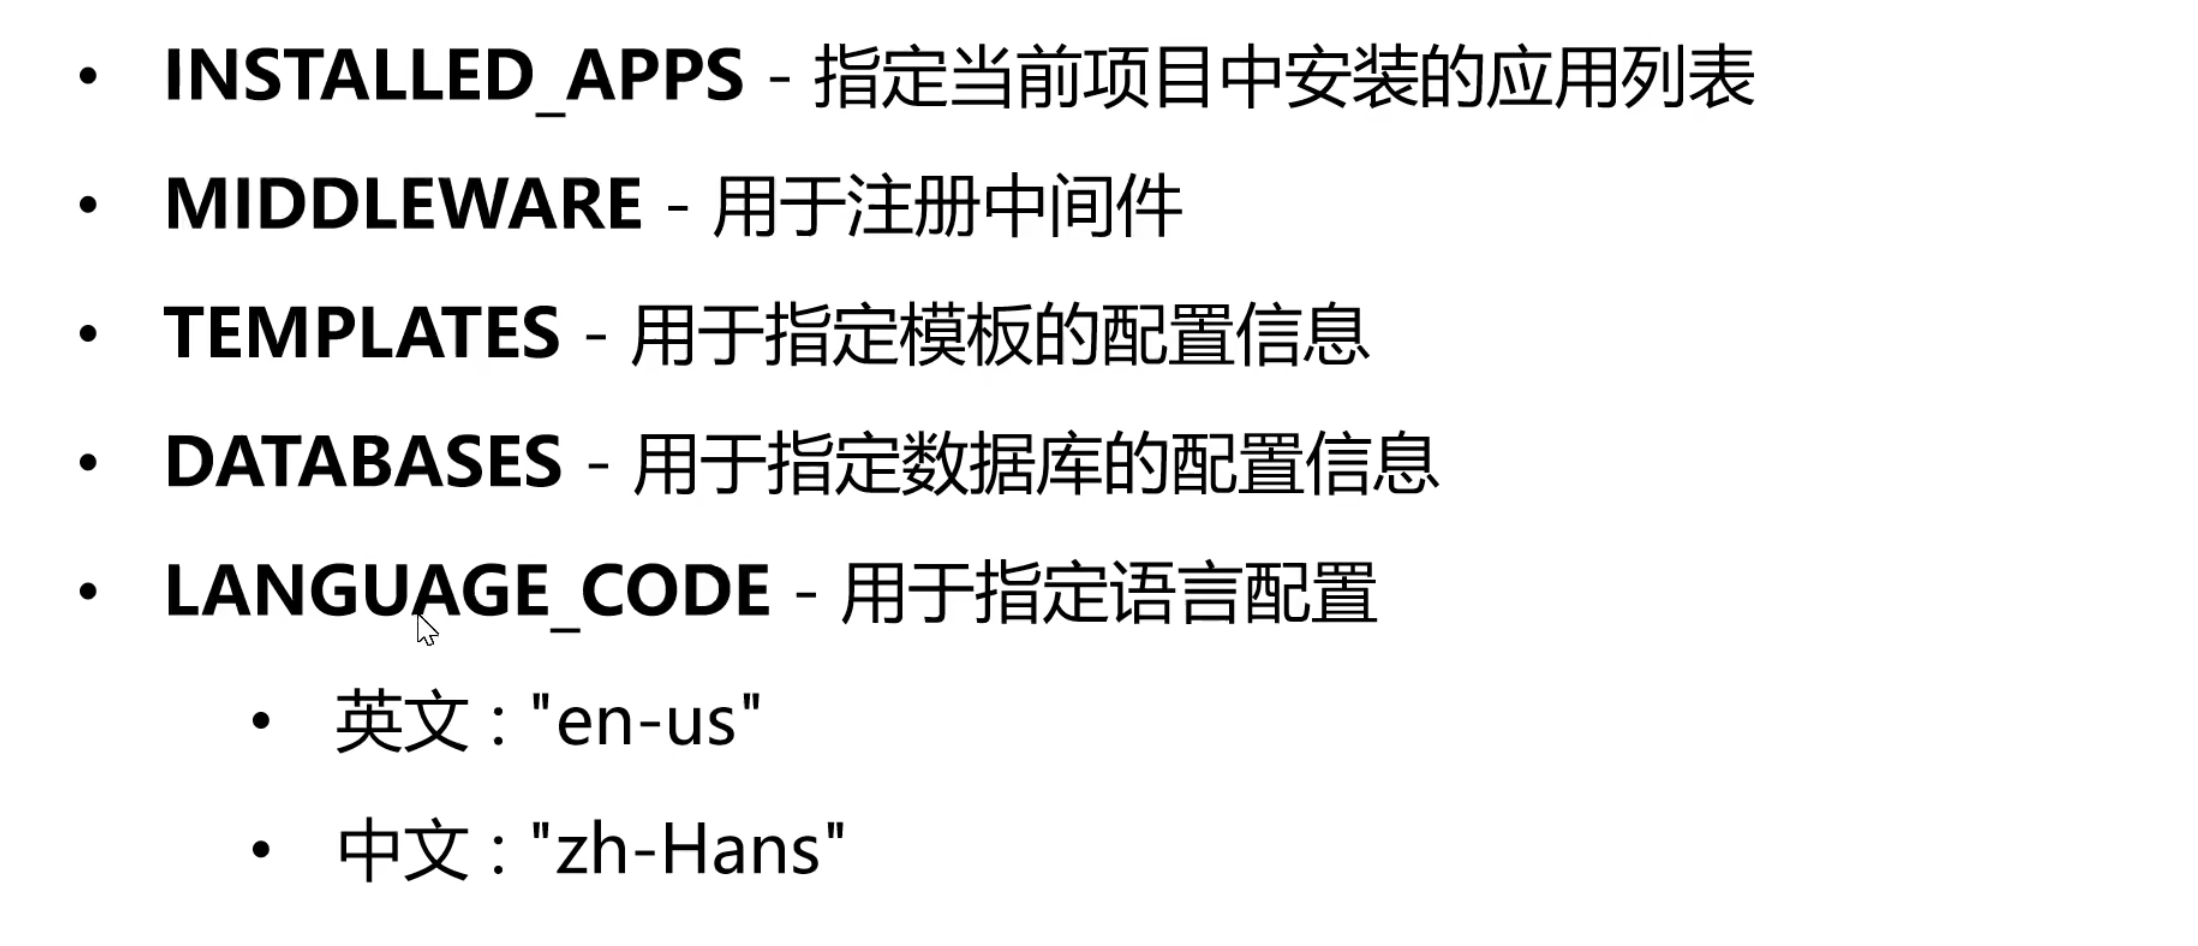 • INSTALLED_APPS - 指定当前项目中安装的应用列表
• MIDDLEWARE - 用于注册中间件
• TEMPLATES - 用于指定模板的配置信息
• DATABASES - 用于指定数据库的配置信息
• LANGUAGE_CODE - 用于指定语言配置
• 英文 : "en-us"
• 中文 : "zh-Hans"